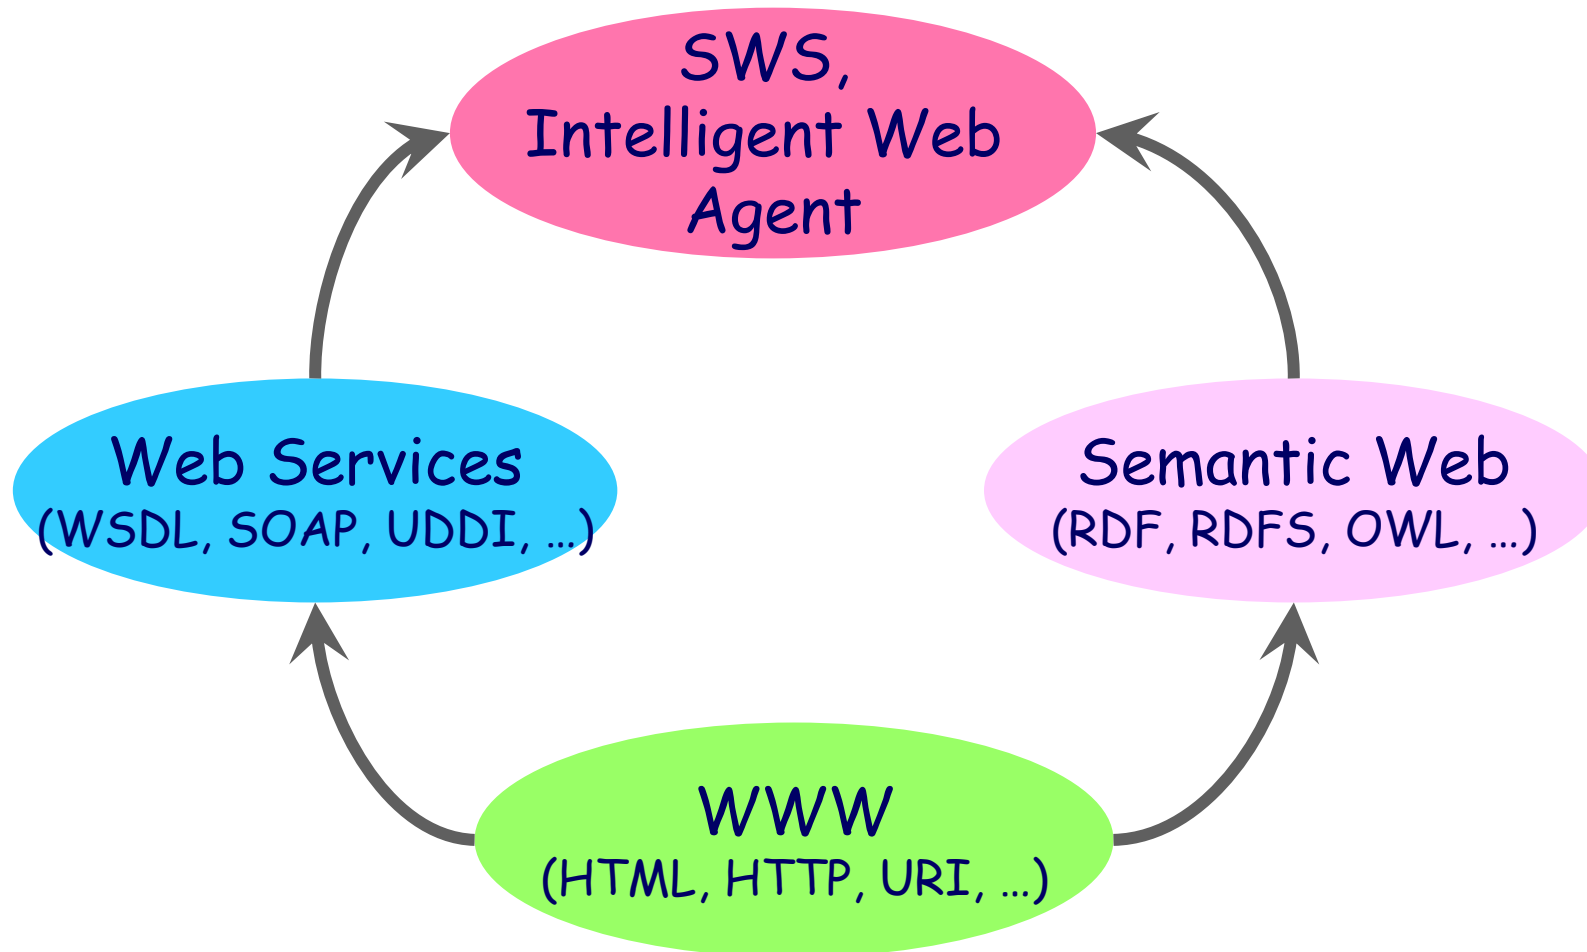 SWS,
Intelligent Web
Agent
Web Services
(WSDL, SOAP, UDDI, ...)
Semantic Web
(RDF, RDFS, OWL, ...)
WWW
(HTML, HTTP, URI, ...)